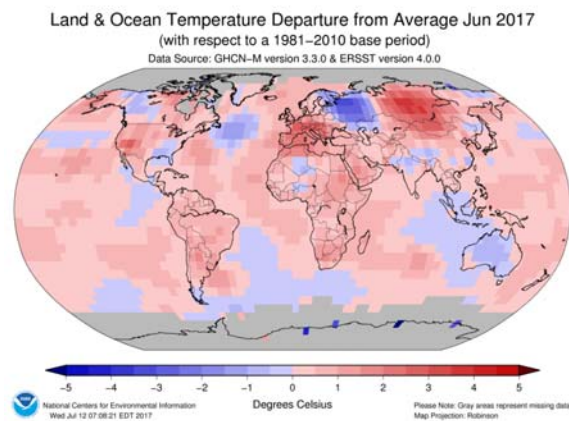 Land & Ocean Temperature Departure from Average Jun 2017
(with respect to a 1981–2010 base period)
Data Source: GHCN–M version 3.3.0 & ERSST version 4.0.0
−5 −4 −3 −2 −1 0 1 2 3 4 5
Degrees Celsius
National Centers for Environmental Information
Wed Jul 12 07:08:21 EDT 2017
Please Note: Gray areas represent missing data
Map Projection: Robinson